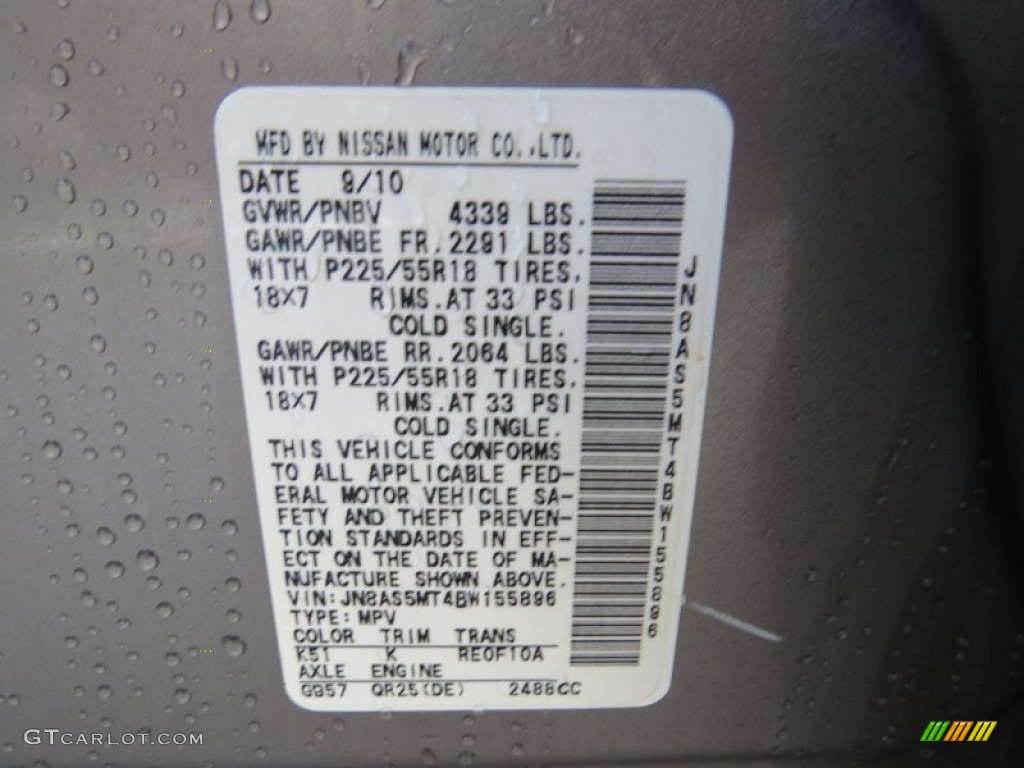 MFD BY NISSAN MOTOR CO.,LTD.
DATE 9/10
GVWR/PNBV 4339 LBS.
GAWR/PNBE FR.2291 LBS.
WITH P225/55R18 TIRES,
18X7 RIMS.AT 33 PSI
COLD SINGLE.
GAWR/PNBE RR.2064 LBS.
WITH P225/55R18 TIRES,
18X7 RIMS.AT 33 PSI
COLD SINGLE.
THIS VEHICLE CONFORMS
TO ALL APPLICABLE FED-
ERAL MOTOR VEHICLE SA-
FETY AND THEFT PREVEN-
TION STANDARDS IN EFF-
ECT ON THE DATE OF MA-
NUFACTURE SHOWN ABOVE.
VIN:JN8AS5MT4BW155896
TYPE:MPV
COLOR TRIM TRANS
K51 K RE0F10A
AXLE ENGINE
GB57 QR25(DE) 2488CC
JN8AS5MT4BW155896
GTCARLOT.COM